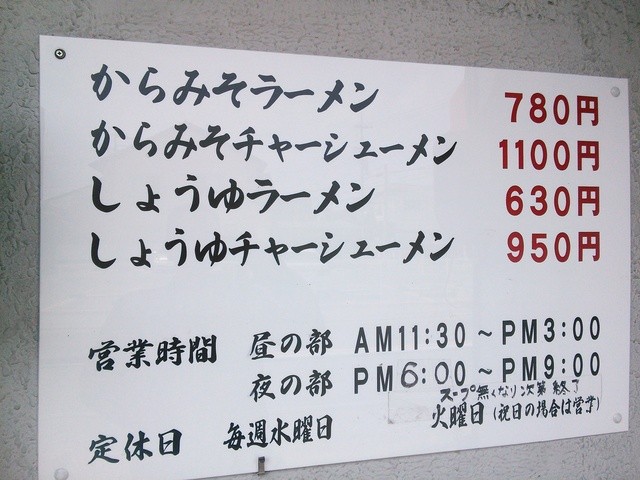 からみそラーメン 780円
からみそチャーシューメン 1100円
しょうゆラーメン 630円
しょうゆチャーシューメン 950円
営業時間 昼の部 AM11:30～PM3:00
夜の部 PM6:00～PM9:00
スープ無くなり次第終了
定休日 毎週水曜日 火曜日(祝日の場合は営業)